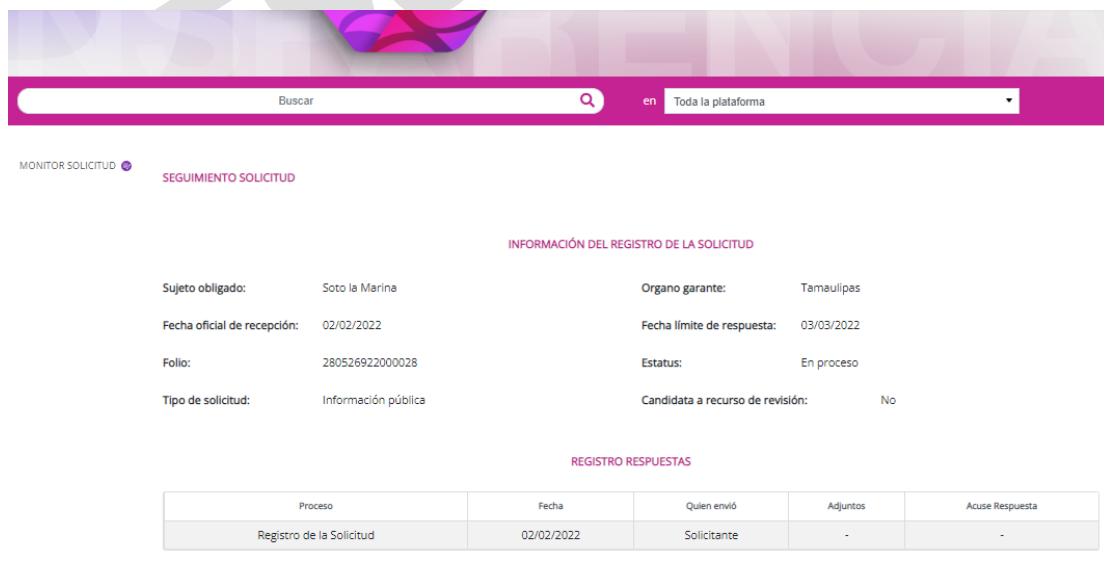 Buscar en Toda la plataforma
MONITOR SOLICITUD
SEGUIMIENTO SOLICITUD
INFORMACIÓN DEL REGISTRO DE LA SOLICITUD
Sujeto obligado: Soto la Marina Organo garante: Tamaulipas
Fecha oficial de recepción: 02/02/2022 Fecha límite de respuesta: 03/03/2022
Folio: 280526922000028 Estatus: En proceso
Tipo de solicitud: Información pública Candidata a recurso de revisión: No
REGISTRO RESPUESTAS
Proceso Fecha Quien envió Adjuntos Acuse Respuesta
Registro de la Solicitud 02/02/2022 Solicitante - -